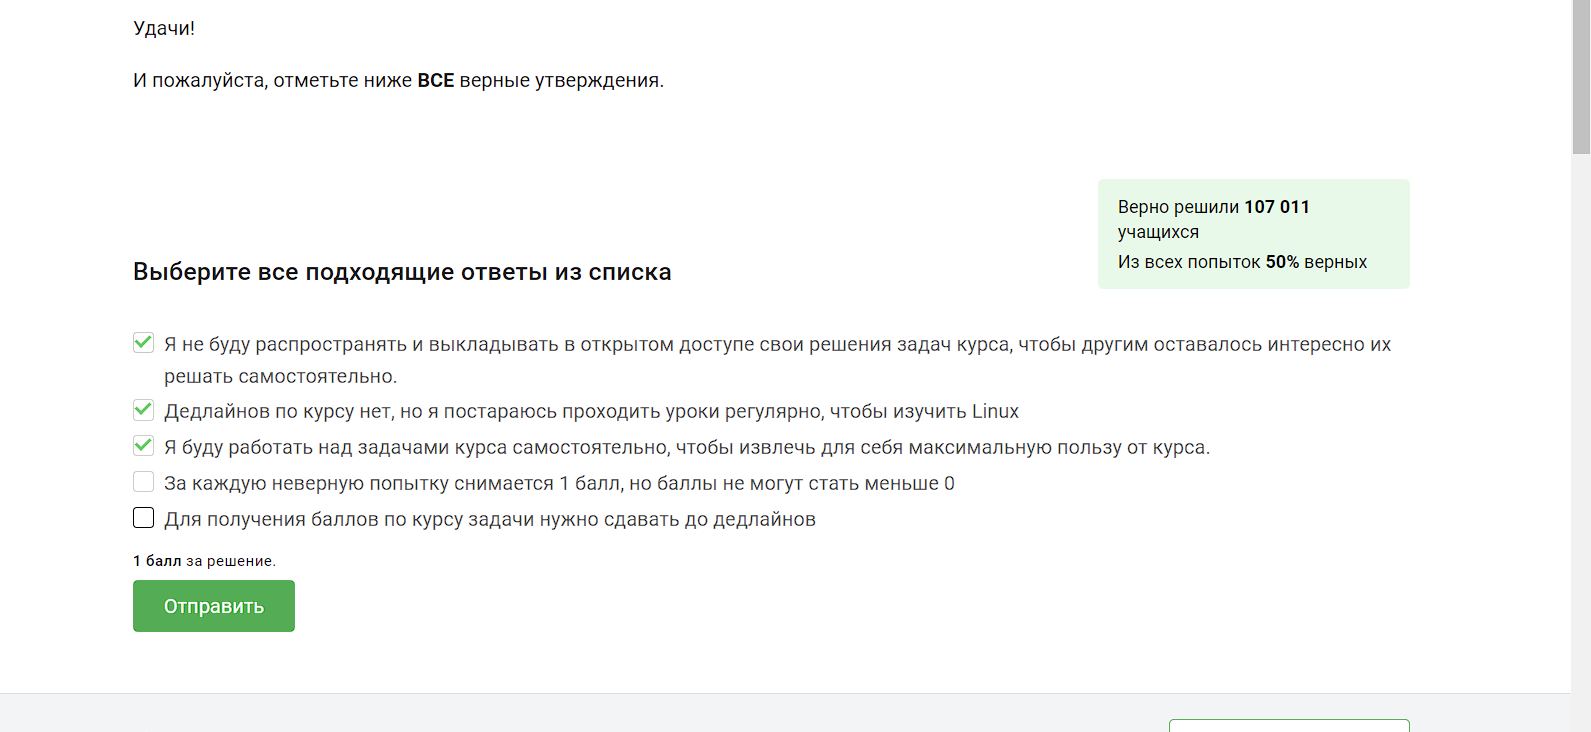 Удачи!
И пожалуйста, отметьте ниже ВСЕ верные утверждения.
Верно решили 107 011
учащихся
Из всех попыток 50% верных
Выберите все подходящие ответы из списка
Я не буду распространять и выкладывать в открытом доступе свои решения задач курса, чтобы другим оставалось интересно их
решать самостоятельно.
Дедлайнов по курсу нет, но я постараюсь проходить уроки регулярно, чтобы изучить Linux
Я буду работать над задачами курса самостоятельно, чтобы извлечь для себя максимальную пользу от курса.
За каждую неверную попытку снимается 1 балл, но баллы не могут стать меньше 0
Для получения баллов по курсу задачи нужно сдавать до дедлайнов
1 балл за решение.
Отправить